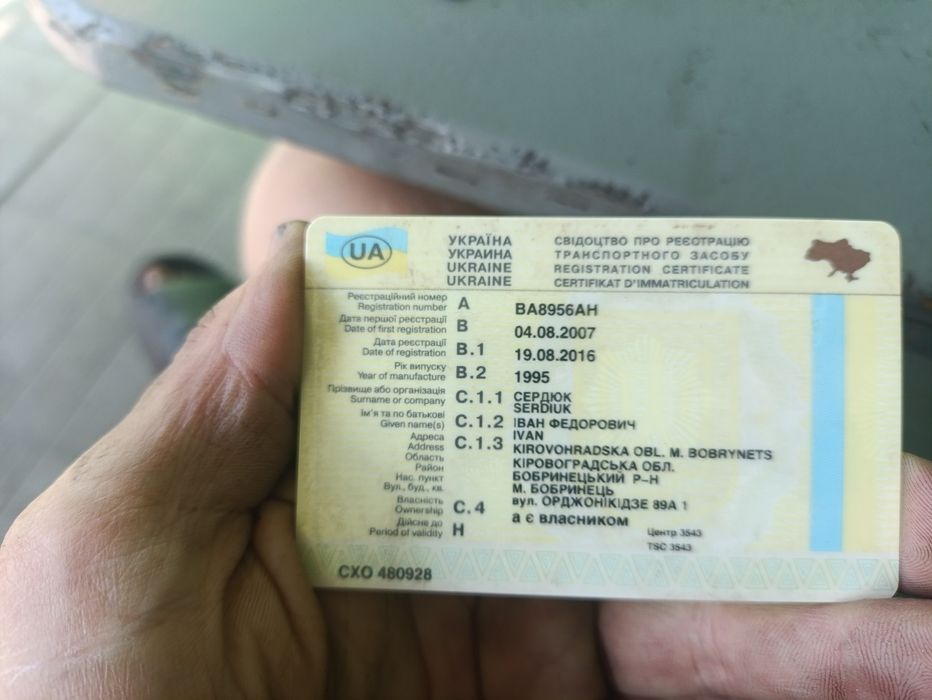 UA
УКРАЇНА
УКРАИНА
UKRAINE
UKRAINE
СВІДОЦТВО ПРО РЕЄСТРАЦІЮ
ТРАНСПОРТНОГО ЗАСОБУ
REGISTRATION CERTIFICATE
CERTIFIKAT D'IMMATRICULATION
Реєстраційний номер
Registration number A BA8956AH
Дата першої реєстрації
Date of first registration B 04.08.2007
Дата реєстрації
Date of registration B.1 19.08.2016
Рік випуску
Year of manufacture B.2 1995
Прізвище або організація
Surname or company C.1.1 СЕРДЮК
SERDIUK
Ім'я та по батькові
Given name(s) C.1.2 ІВАН ФЕДОРОВИЧ
IVAN
Адреса
Address C.1.3 KIROVOHRADSKA OBL. M. BOBRYNETS
Область КІРОВОГРАДСЬКА ОБЛ.
Район БОБРИНЕЦЬКИЙ Р-Н
Нас. пункт М. БОБРИНЕЦЬ
Вул., буд., кв. вул. ОРДЖОНІКІДЗЕ 89А 1
Власність
Ownership C.4 а є власником
Дійсне до
Period of validity H
Центр 3543
TSC 3543
СХО 480928